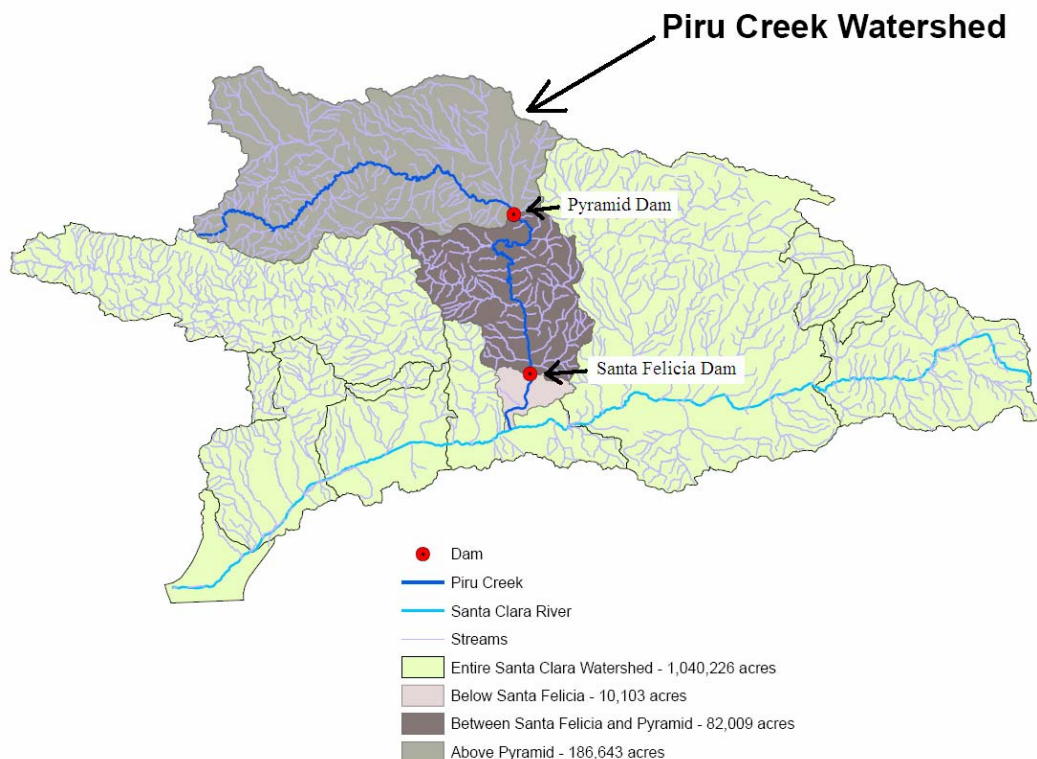 Piru Creek Watershed
Pyramid Dam
Santa Felicia Dam
Dam
Piru Creek
Santa Clara River
Streams
Entire Santa Clara Watershed - 1,040,226 acres
Below Santa Felicia - 10,103 acres
Between Santa Felicia and Pyramid - 82,009 acres
Above Pyramid - 186,643 acres